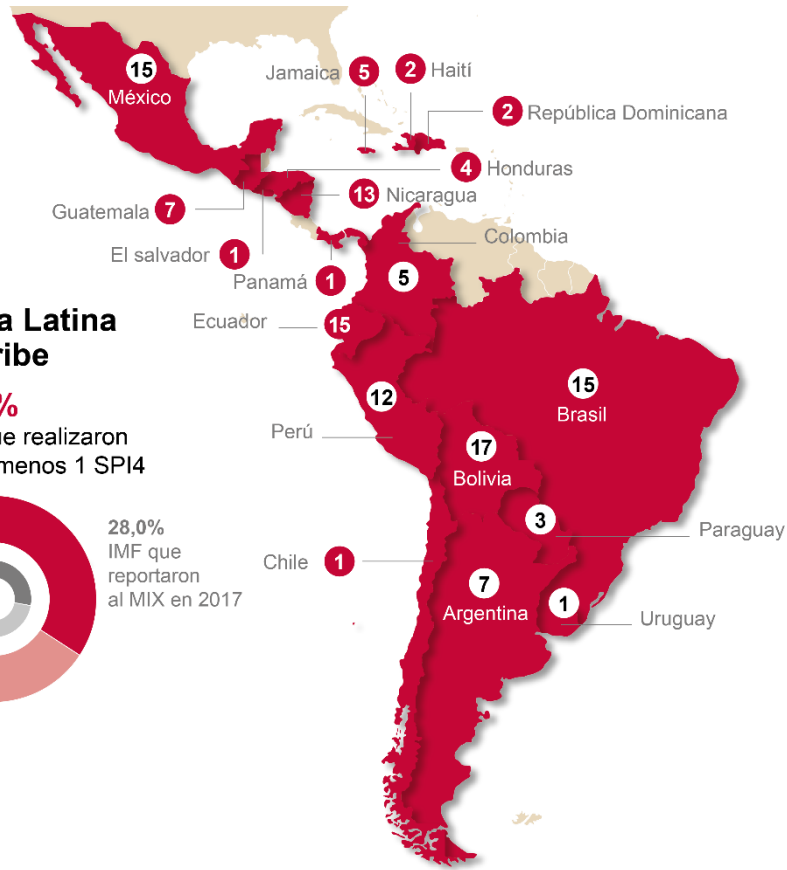 15
México
Jamaica 5
2 Haití
2 República Dominicana
4 Honduras
13 Nicaragua
Guatemala 7
El salvador 1
Panamá 1
Colombia
5
Ecuador 15
a Latina
ribe
%
ue realizaron
menos 1 SPI4
12
Perú
15
Brasil
17
Bolivia
3
Paraguay
28,0%
IMF que
reportaron
al MIX en 2017
Chile 1
7
Argentina
1
Uruguay